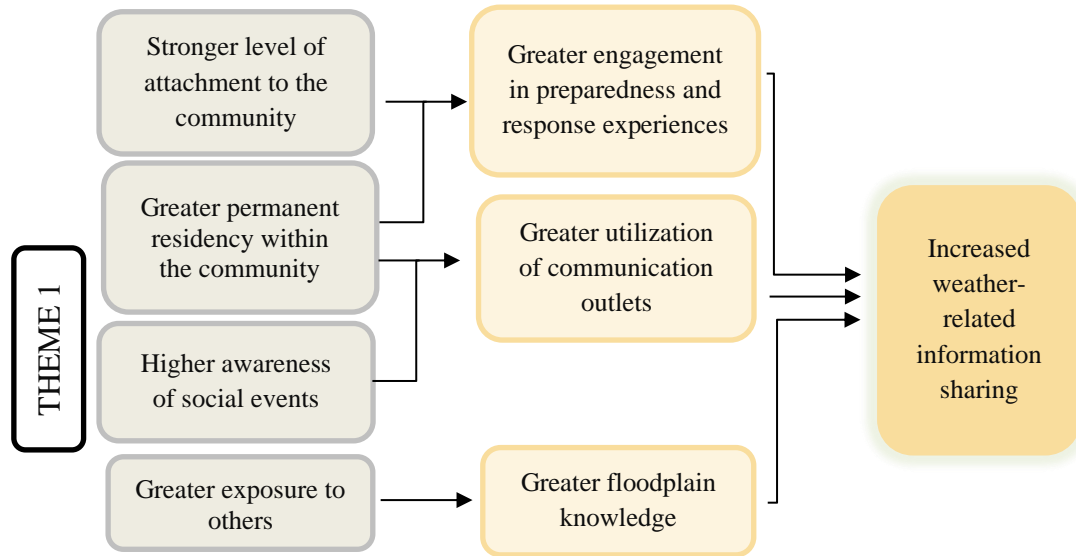 THEME 1
Stronger level of
attachment to the
community
Greater permanent
residency within
the community
Higher awareness
of social events
Greater exposure to
others
Greater engagement
in preparedness and
response experiences
Greater utilization
of communication
outlets
Greater floodplain
knowledge
Increased
weather-
related
information
sharing